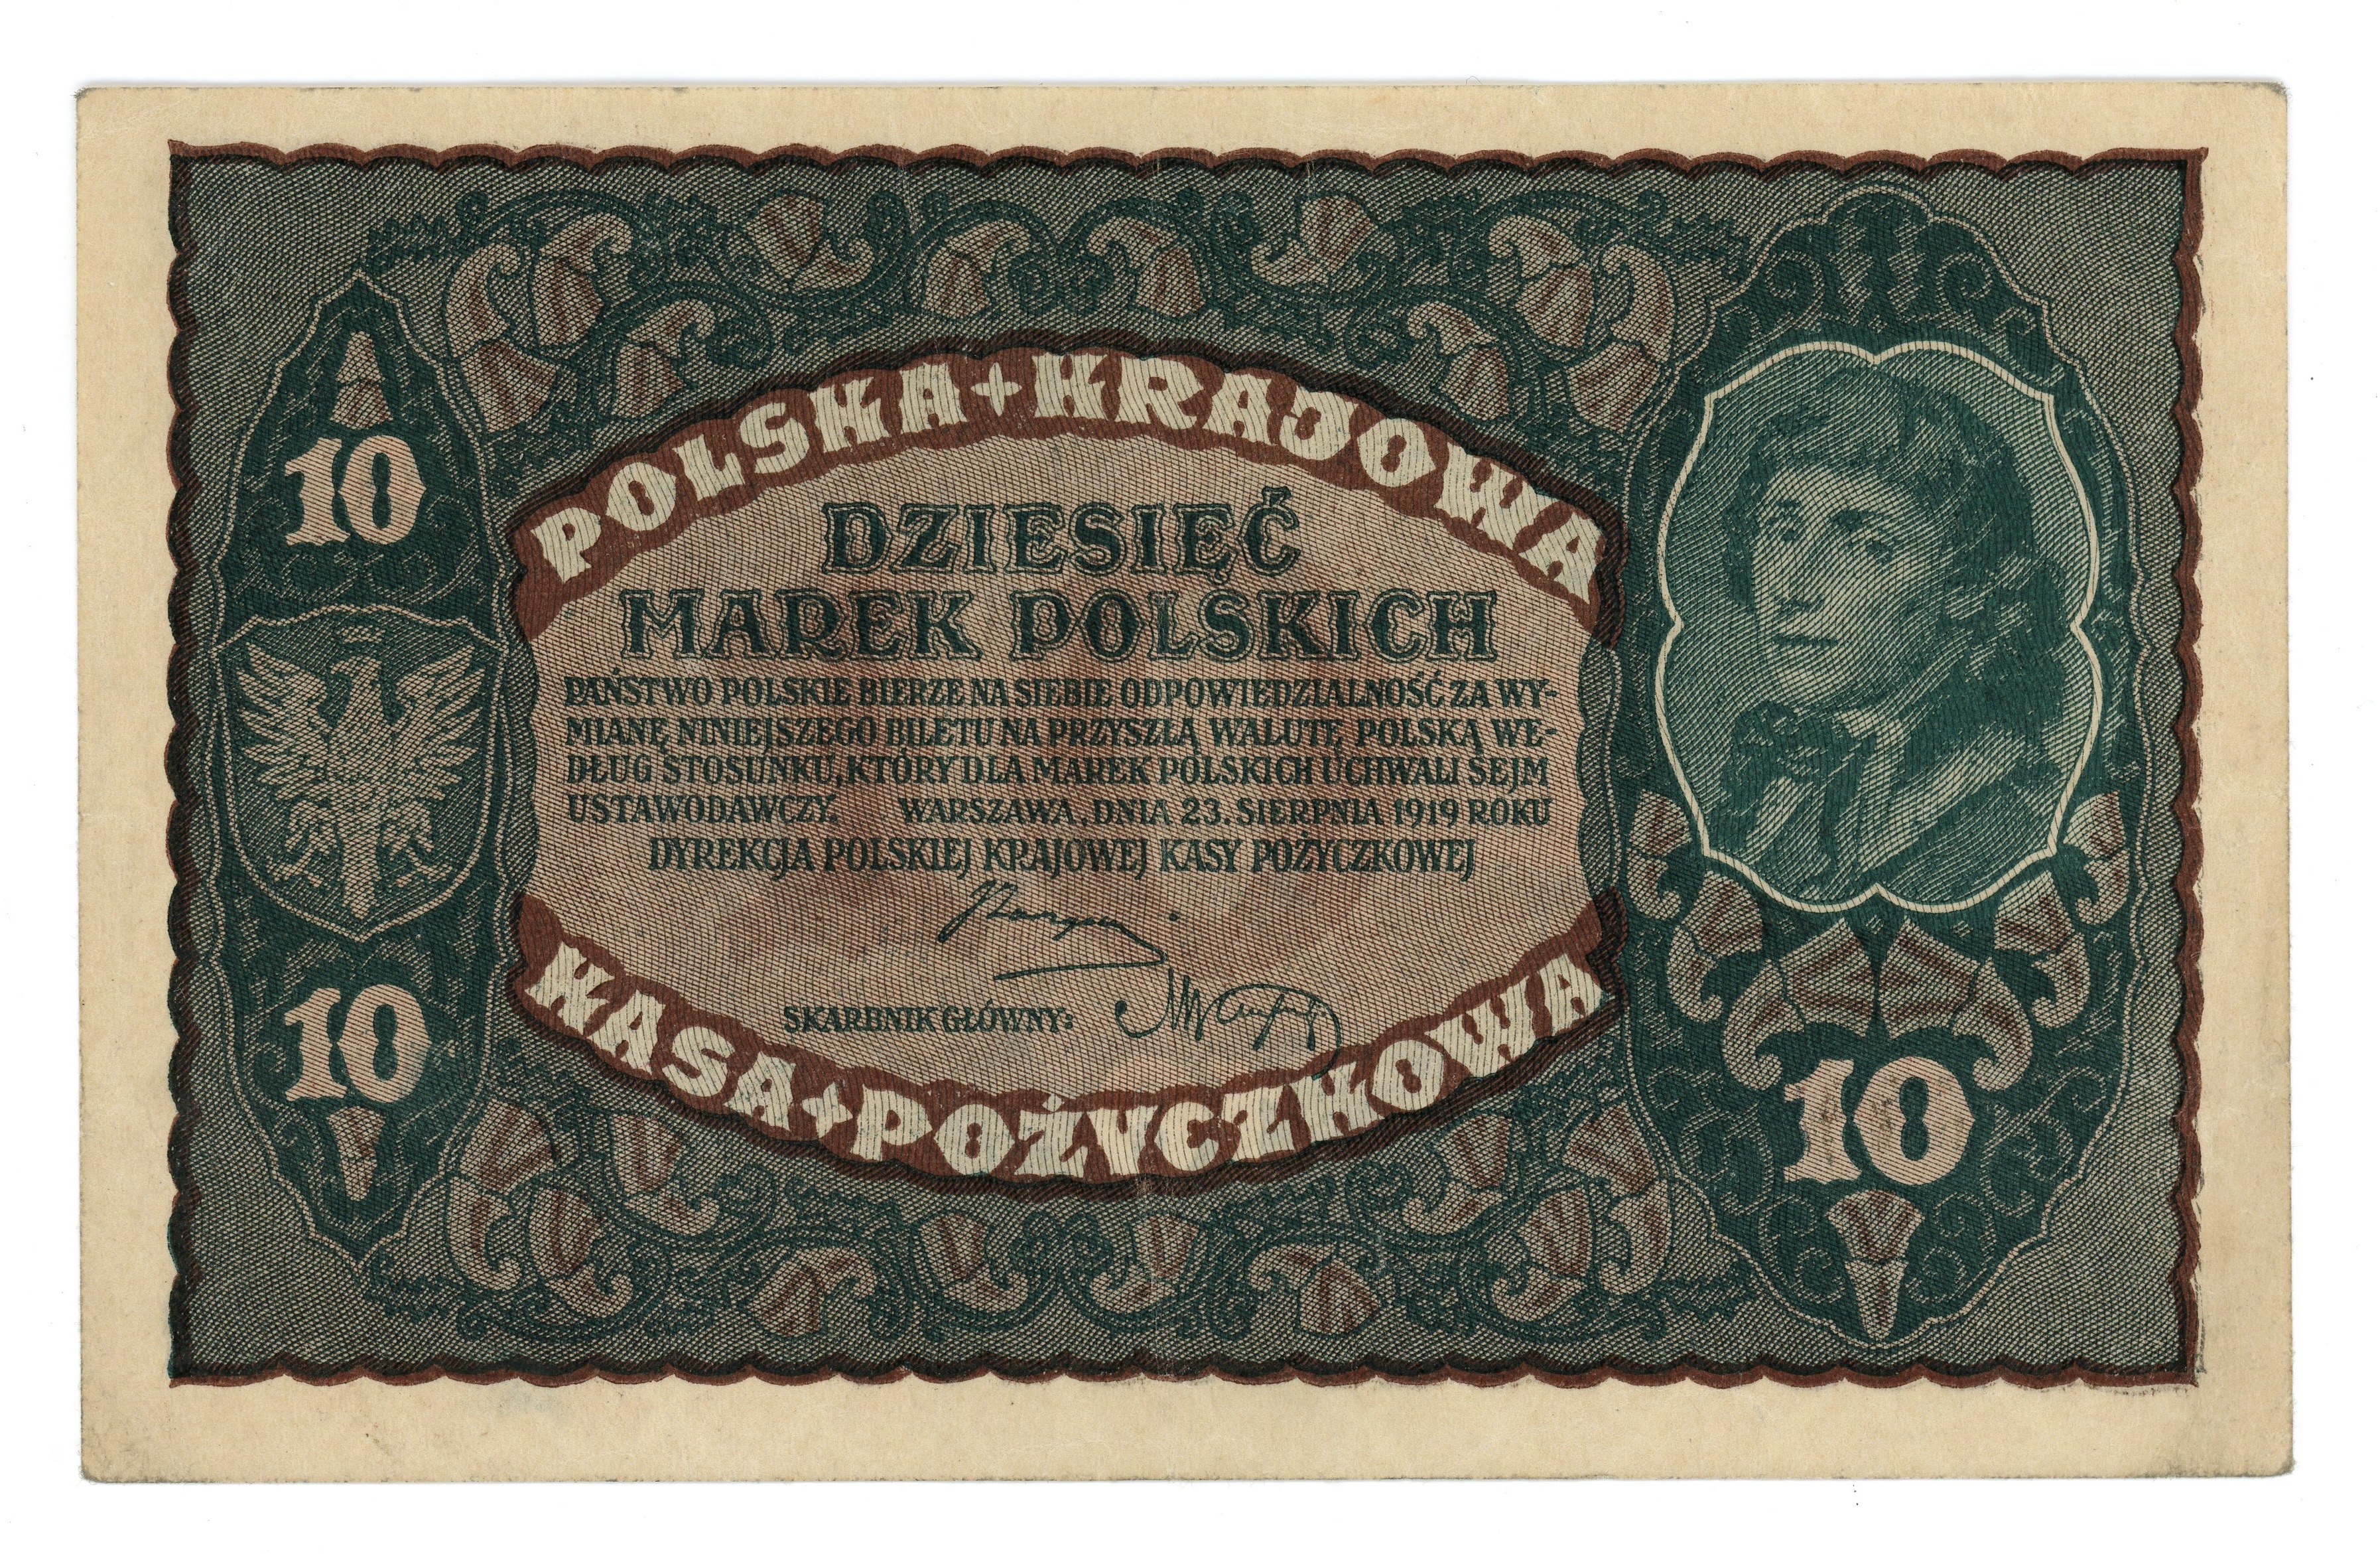 POLSKA + KRAJOWA
10
DZIESIĘĆ
MAREK POLSKICH
PAŃSTWO POLSKIE BIERZE NA SIEBIE ODPOWIEDZIALNOŚĆ ZA WY-
MIANĘ NINIEJSZEGO BILETU NA PRZYSZŁĄ WALUTĘ POLSKĄ WE-
DŁUG STOSUNKU, KTÓRY DLA MAREK POLSKICH UCHWALI SEJM
USTAWODAWCZY. WARSZAWA, DNIA 23. SIERPNIA 1919 ROKU
DYREKCJA POLSKIEJ KRAJOWEJ KASY POŻYCZKOWEJ
SKARBNIK GŁÓWNY:
10
KASA + POŻYCZKOWA
10